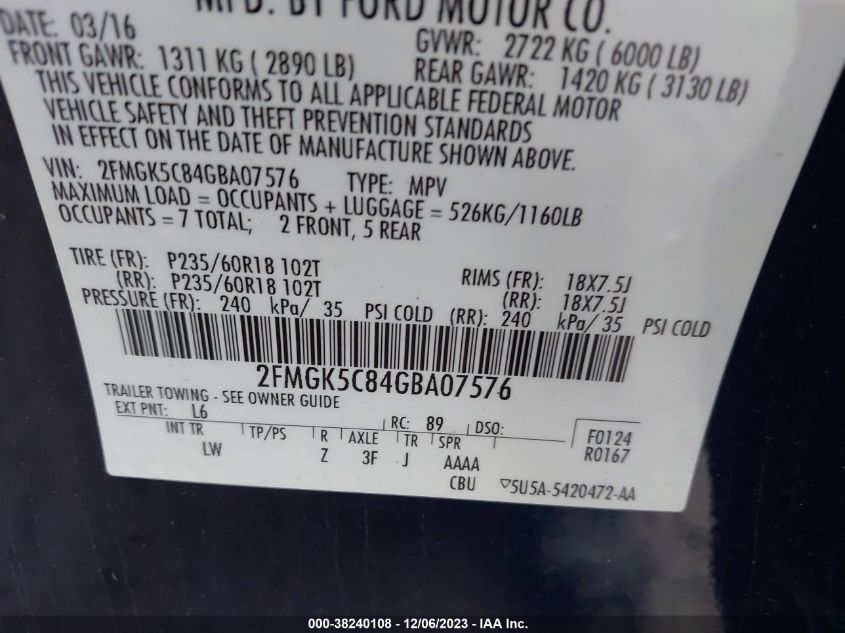 MFD. BY FORD MOTOR CO.
DATE: 03/16 GVWR: 2722 KG ( 6000 LB)
FRONT GAWR: 1311 KG ( 2890 LB) REAR GAWR: 1420 KG ( 3130 LB)
THIS VEHICLE CONFORMS TO ALL APPLICABLE FEDERAL MOTOR
VEHICLE SAFETY AND THEFT PREVENTION STANDARDS
IN EFFECT ON THE DATE OF MANUFACTURE SHOWN ABOVE.
VIN: 2FMGK5C84GBA07576 TYPE: MPV
MAXIMUM LOAD = OCCUPANTS + LUGGAGE = 526KG/1160LB
OCCUPANTS = 7 TOTAL; 2 FRONT, 5 REAR
TIRE (FR): P235/60R18 102T RIMS (FR): 18X7.5J
(RR): P235/60R18 102T (RR): 18X7.5J
PRESSURE (FR): 240 kPa/ 35 PSI COLD (RR): 240 kPa/ 35 PSI COLD
2FMGK5C84GBA07576
TRAILER TOWING - SEE OWNER GUIDE
EXT PNT: L6 RC: 89 DSO: F0124
INT TR TP/PS R AXLE TR SPR R0167
LW Z 3F J AAAA
CBU ▽5U5A-5420472-AA
000-38240108 - 12/06/2023 - IAA Inc.